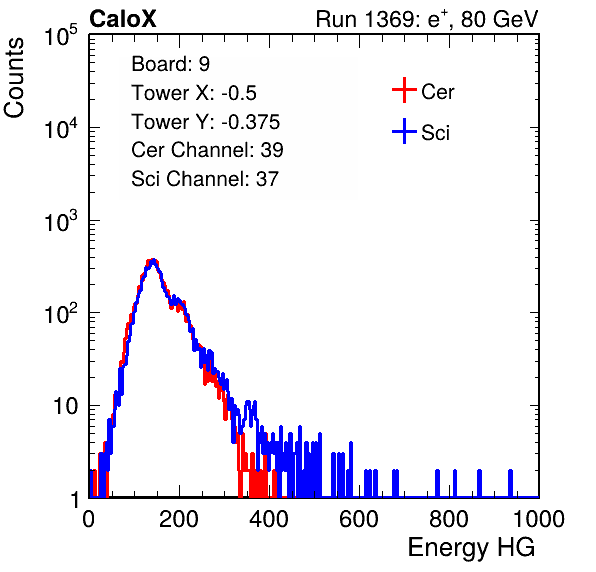 CaloX Run 1369: e⁺, 80 GeV
Counts
10⁵
10⁴
10³
10²
10
1
Board: 9
Tower X: -0.5
Tower Y: -0.375
Cer Channel: 39
Sci Channel: 37
Cer
Sci
0 200 400 600 800 1000
Energy HG